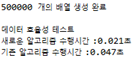 500000 개의 배열 생성 완료
데이터 효율성 테스트
새로운 알고리즘 수행시간 :0.021초
기존 알고리즘 수행시간 :0.047초